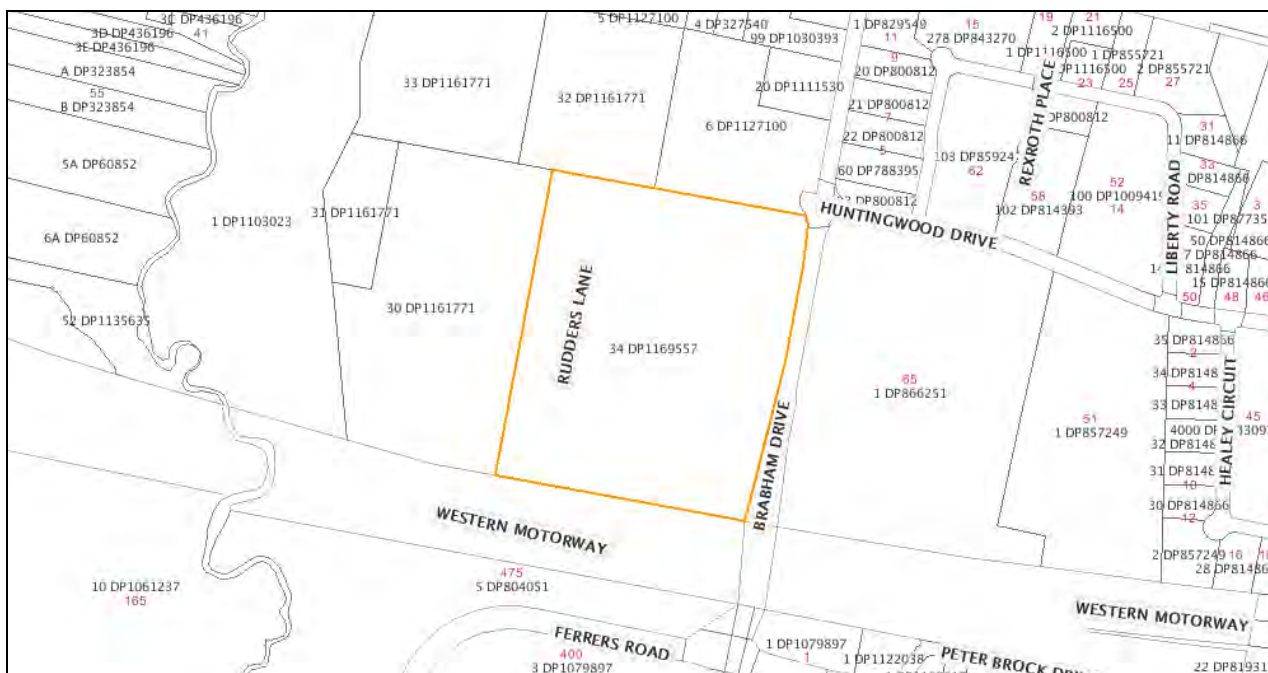 3C DP436196
3D DP436196
41
3E DP436196
A DP323854
55
B DP323854
5A DP60852
6A DP60852
52 DP1135635
1 DP1103023
33 DP1161771
32 DP1161771
31 DP1161771
30 DP1161771
5 DP1127100
4 DP327540
99 DP1030393
20 DP1111530
6 DP1127100
RUDDERS LANE
34 DP1169557
BRABHAM DRIVE
HUNTINGWOOD DRIVE
1 DP829549
11
9
20 DP800812
21 DP800812
7
22 DP800812
5
60 DP788395
DP800812
15
278 DP843270
19
21
2 DP1116500
1 DP1116500
1 DP855721
DP1116500
2 DP855721
23
25
27
DP800812
REXROTH PLACE
103 DP85924
62
58
102 DP814393
52
100 DP1009419
14
LIBERTY ROAD
31
11 DP814866
33
DP814866
35
3
101 DP87735
50 DP814866
7 DP814866
814866
15 DP814866
50
48
46
65
1 DP866251
51
1 DP857249
35 DP814866
2
34 DP8148
4
33 DP8148
45
4000 DP
3309
32 DP8148
31 DP8148
10
30 DP814866
12
HEALEY CIRCUIT
2 DP857249
16
28 DP81486
WESTERN MOTORWAY
475
5 DP804051
10 DP1061237
165
FERRERS ROAD
400
3 DP1079897
1 DP1079897
1
1 DP1122038
PETER BROCK DRI
WESTERN MOTORWAY
22 DP81931